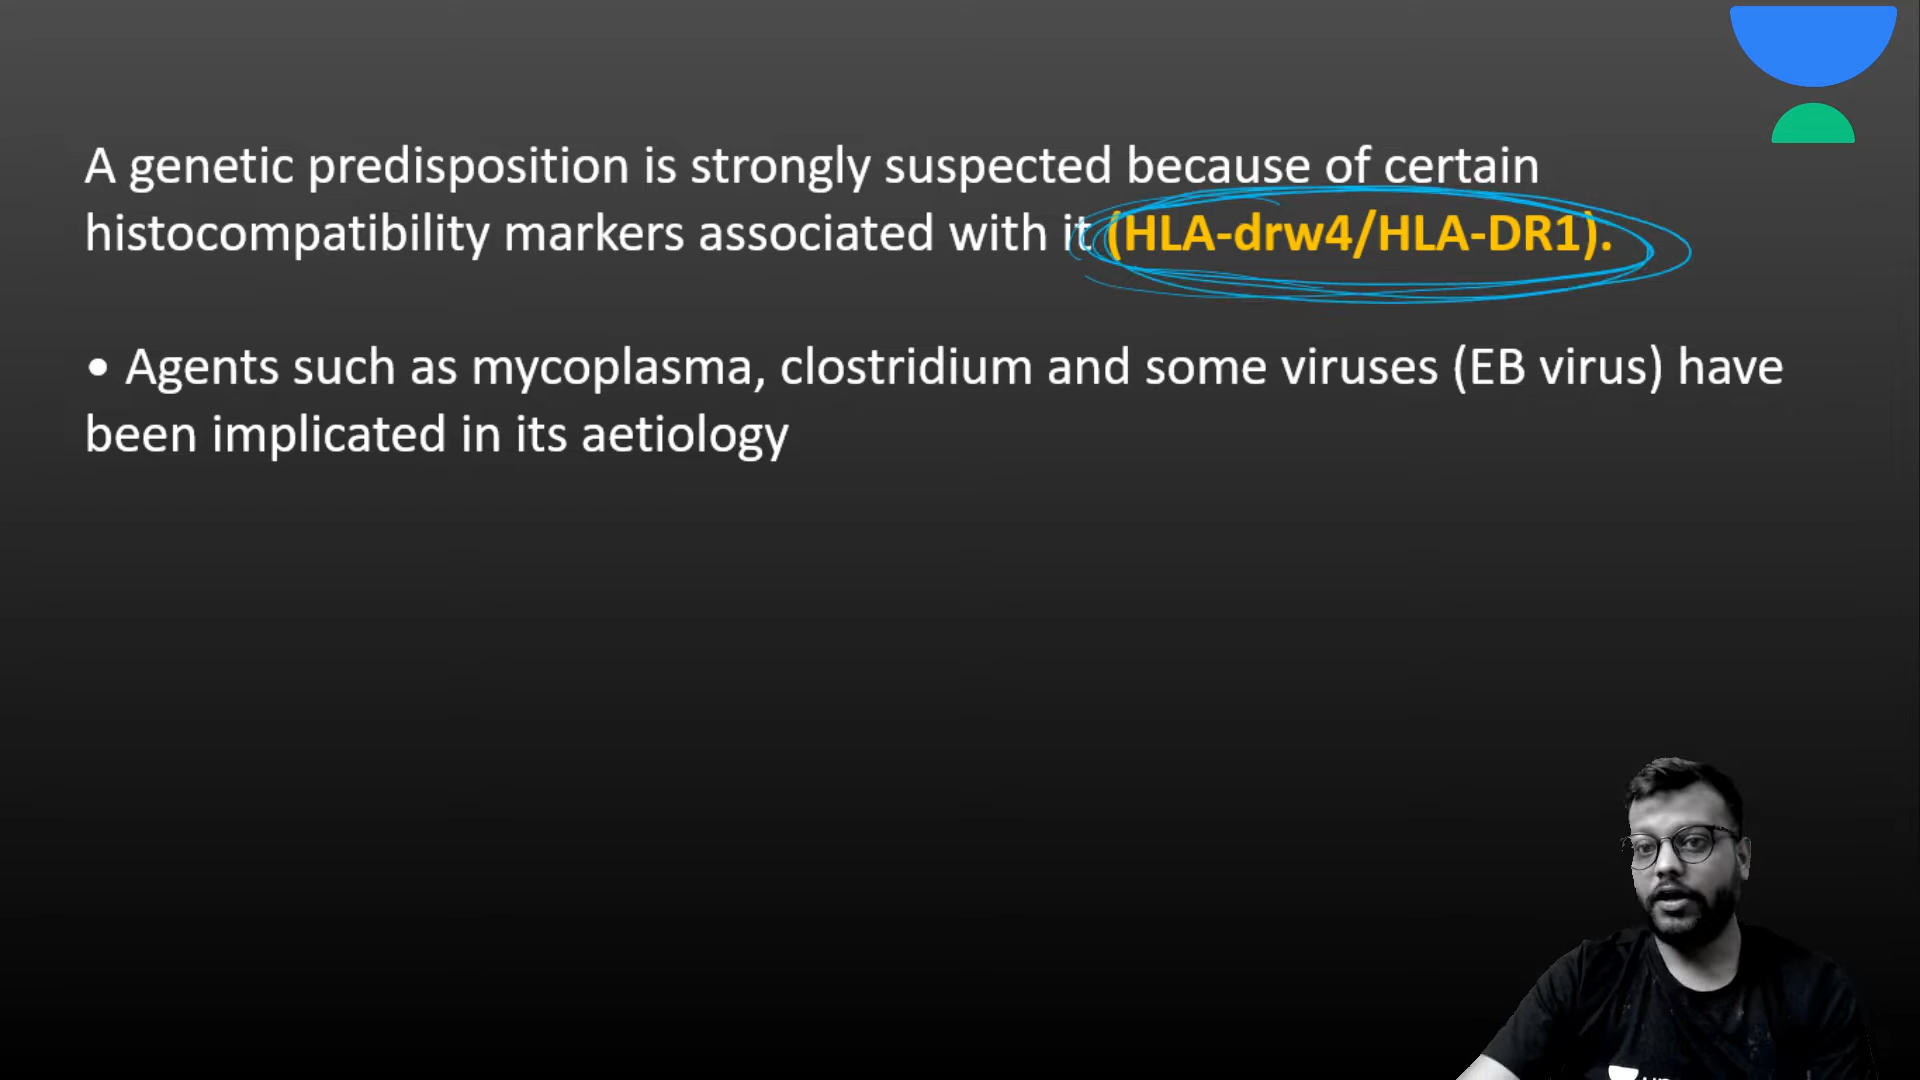 A genetic predisposition is strongly suspected because of certain
histocompatibility markers associated with it (HLA-drw4/HLA-DR1).
• Agents such as mycoplasma, clostridium and some viruses (EB virus) have
been implicated in its aetiology